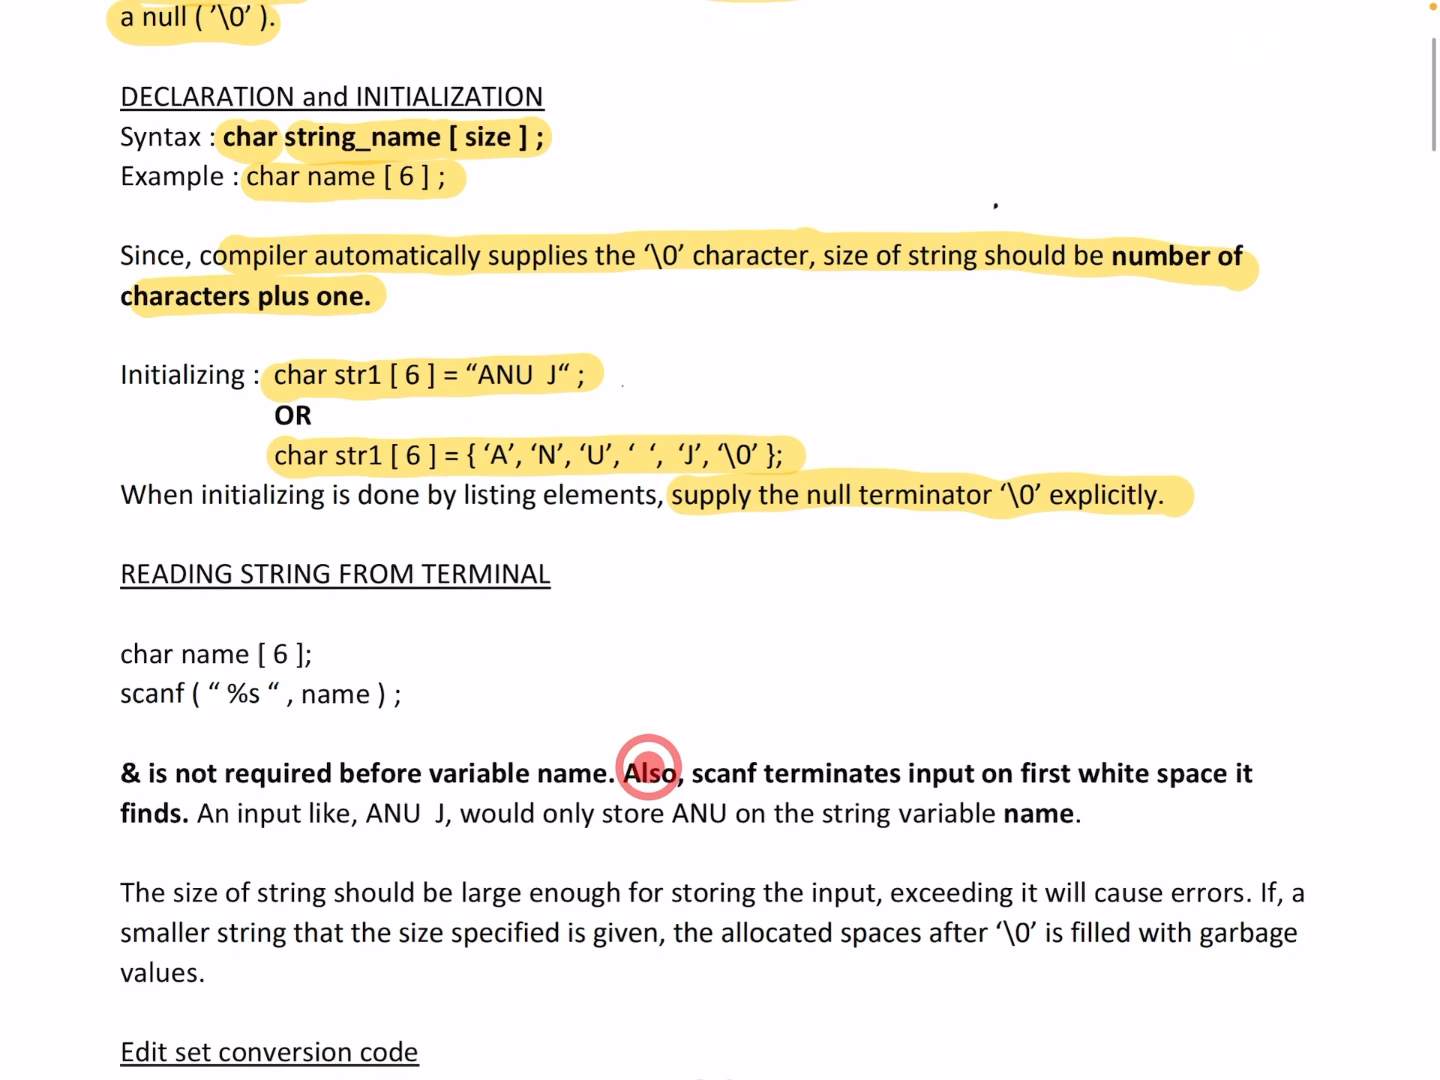 a null ( ’\0’ ).
DECLARATION and INITIALIZATION
Syntax : char string_name [ size ] ;
Example : char name [ 6 ] ;
Since, compiler automatically supplies the ‘\0’ character, size of string should be number of
characters plus one.
Initializing : char str1 [ 6 ] = “ANU  J“ ;
OR
char str1 [ 6 ] = { ‘A’, ‘N’, ‘U’, ‘ ‘,  ‘J’, ‘\0’ };
When initializing is done by listing elements, supply the null terminator ‘\0’ explicitly.
READING STRING FROM TERMINAL
char name [ 6 ];
scanf ( “ %s “ , name ) ;
& is not required before variable name. Also, scanf terminates input on first white space it
finds. An input like, ANU  J, would only store ANU on the string variable name.
The size of string should be large enough for storing the input, exceeding it will cause errors. If, a
smaller string that the size specified is given, the allocated spaces after ‘\0’ is filled with garbage
values.
Edit set conversion code